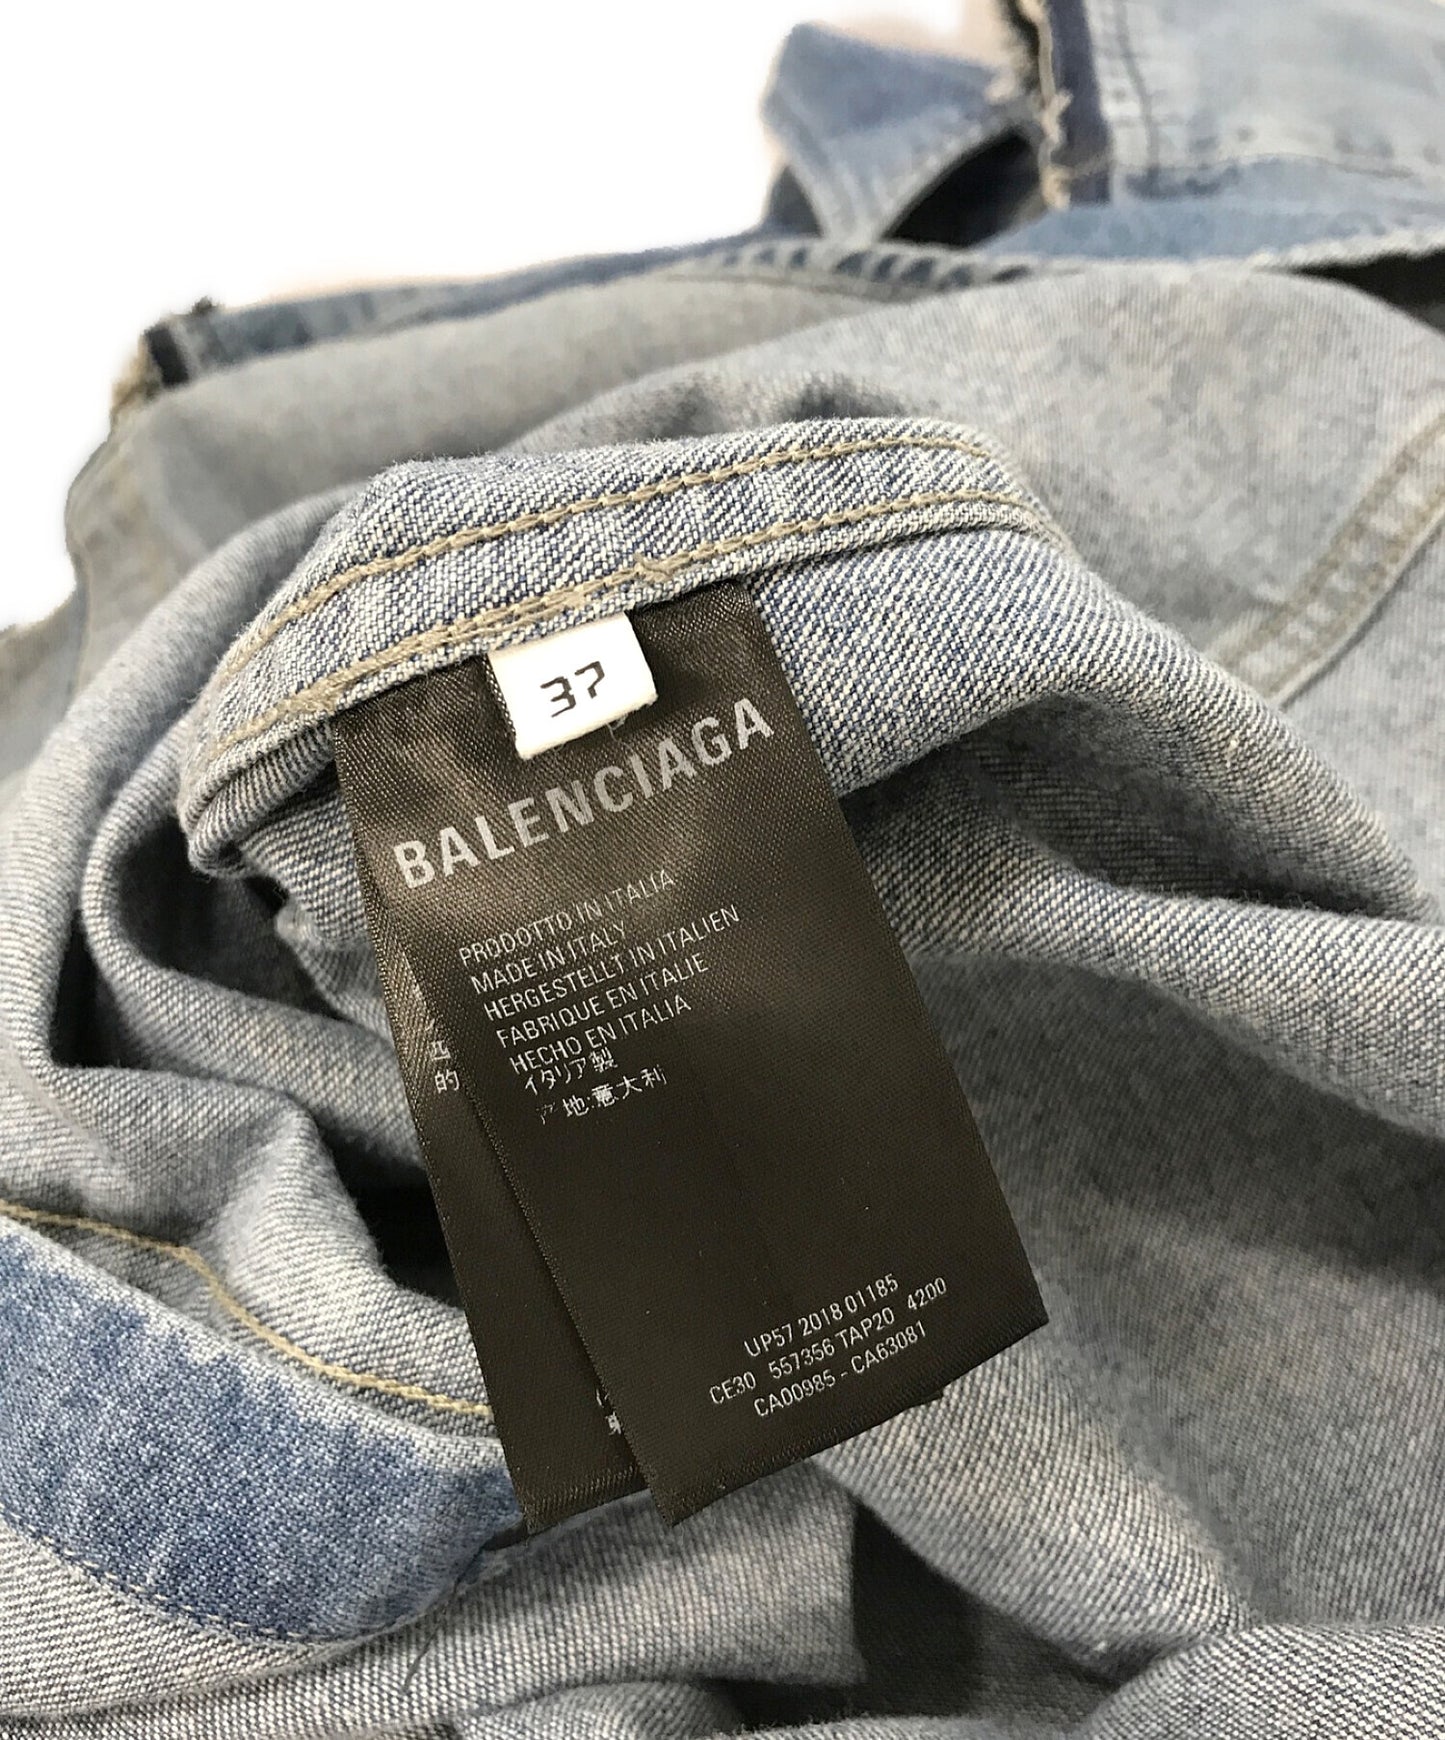 37
BALENCIAGA
PRODOTTO IN ITALIA
MADE IN ITALY
HERGESTELLT IN ITALIEN
FABRIQUE EN ITALIE
HECHO EN ITALIA
イタリア製
产地:意大利
的
UP57 2018 01185
CE30 557356 TAP20 4200
CA00985 - CA63081